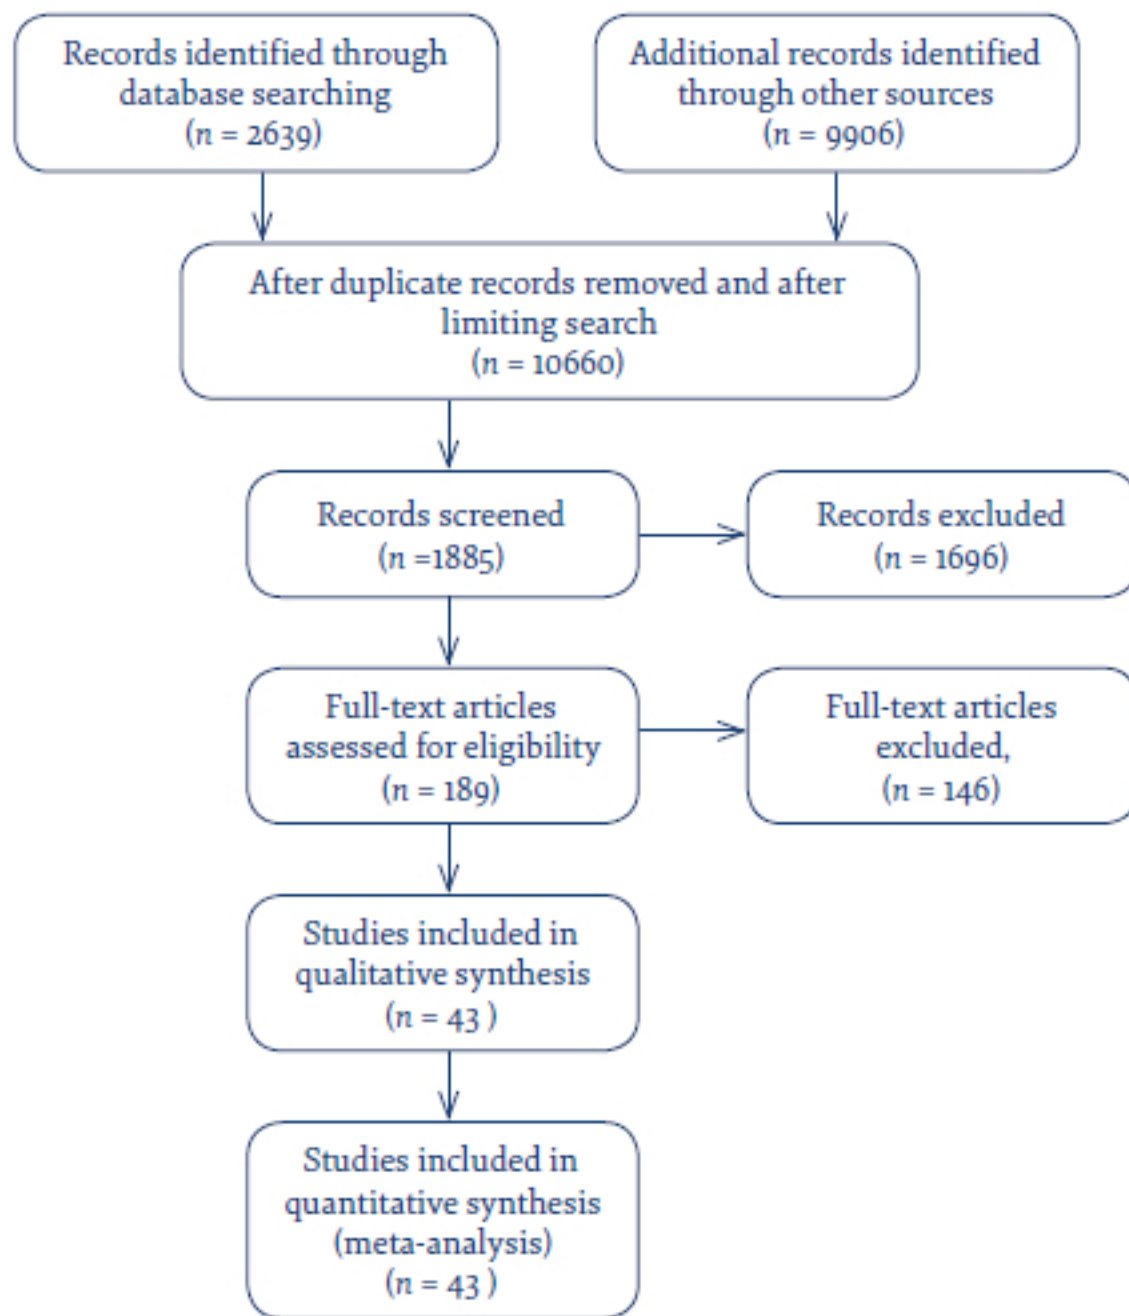 Records identified through
database searching
(n = 2639)
Additional records identified
through other sources
(n = 9906)
After duplicate records removed and after
limiting search
(n = 10660)
Records screened
(n =1885)
Records excluded
(n = 1696)
Full-text articles
assessed for eligibility
(n = 189)
Full-text articles
excluded,
(n = 146)
Studies included in
qualitative synthesis
(n = 43 )
Studies included in
quantitative synthesis
(meta-analysis)
(n = 43 )